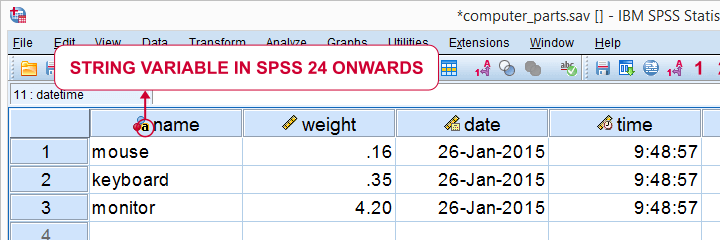 *computer_parts.sav [] - IBM SPSS Statis
File Edit View Data Transform Analyze Graphs Utilities Extensions Window Help
STRING VARIABLE IN SPSS 24 ONWARDS
11 : datetime
a name weight date time
1 mouse .16 26-Jan-2015 9:48:57
2 keyboard .35 26-Jan-2015 9:48:57
3 monitor 4.20 26-Jan-2015 9:48:57
4